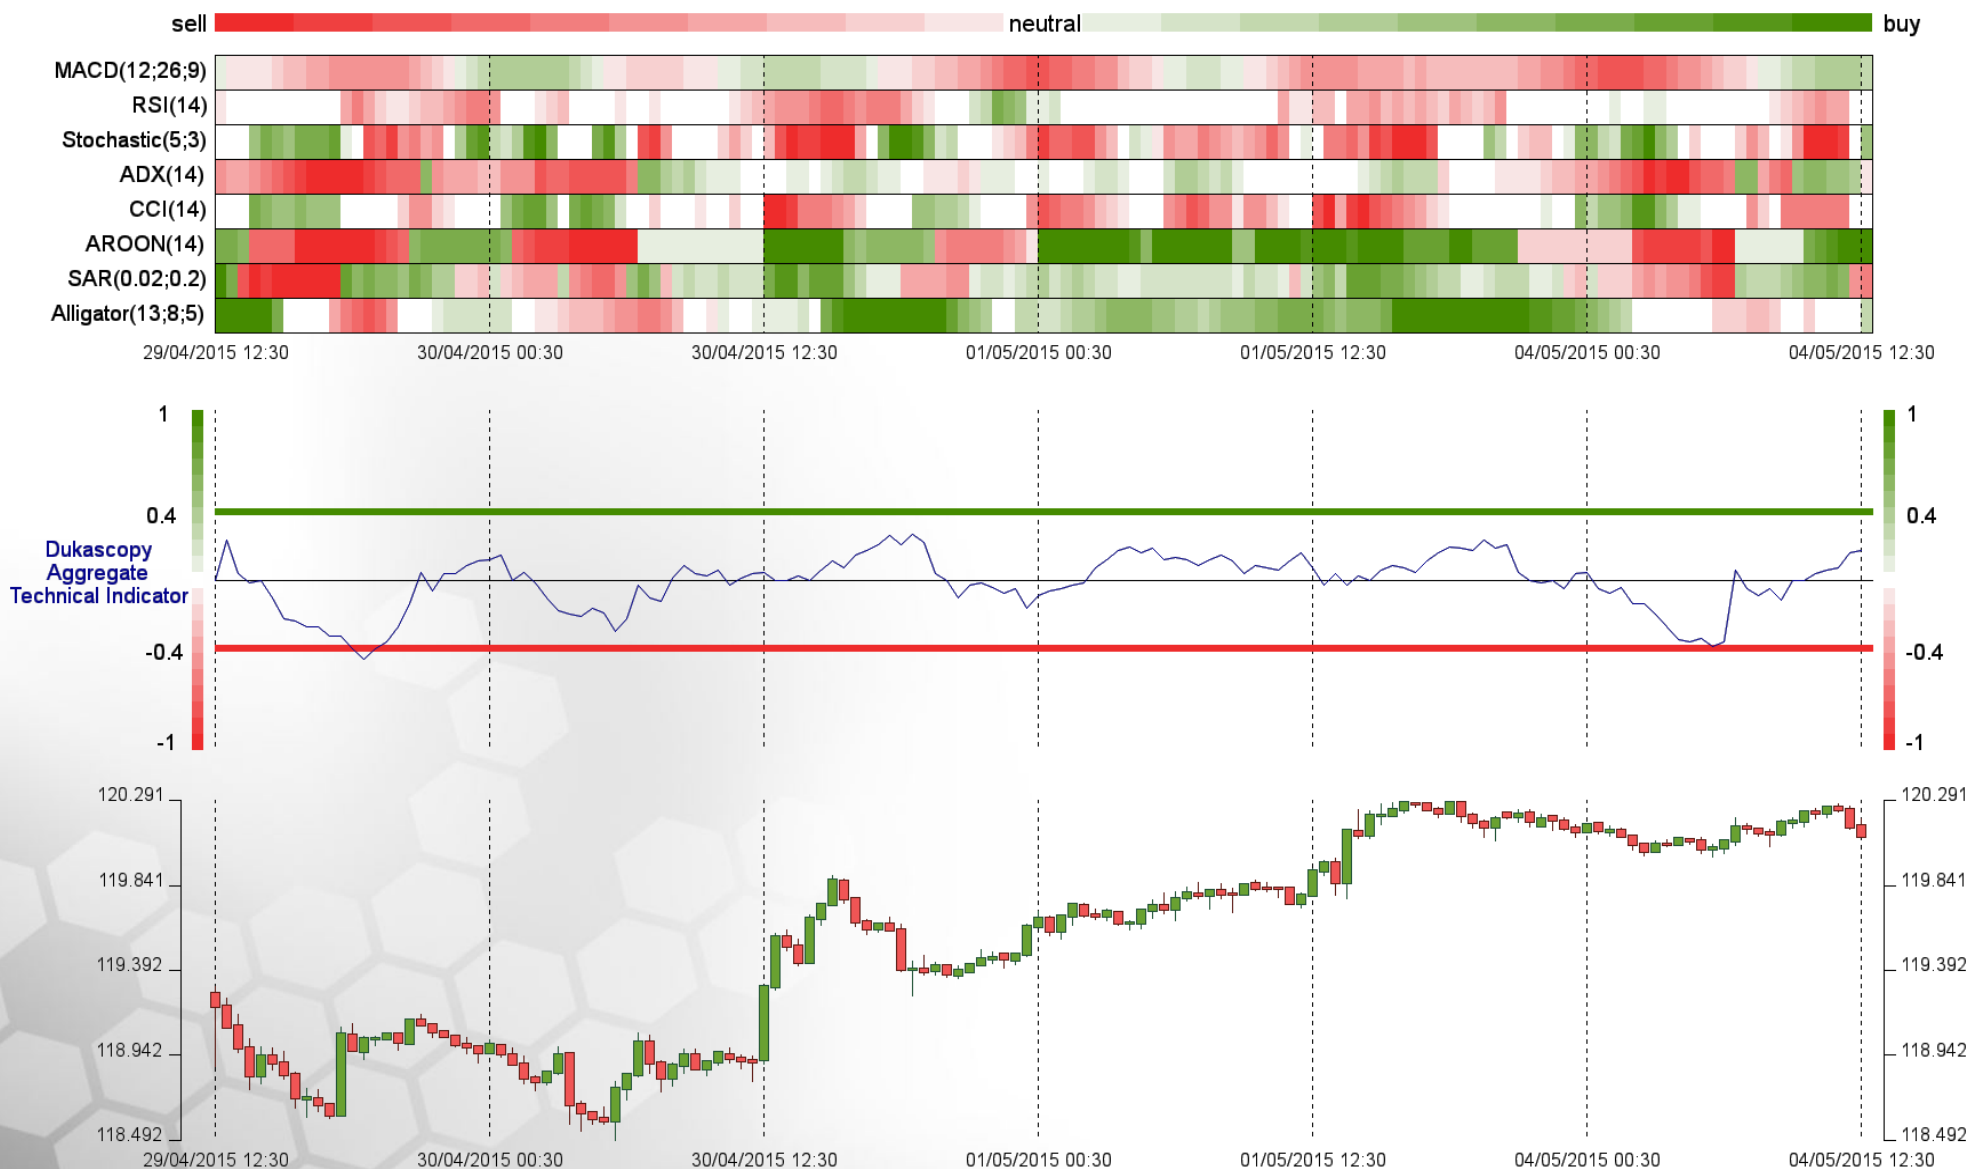 sell neutral buy
MACD(12;26;9)
RSI(14)
Stochastic(5;3)
ADX(14)
CCI(14)
AROON(14)
SAR(0.02;0.2)
Alligator(13;8;5)
29/04/2015 12:30 30/04/2015 00:30 30/04/2015 12:30 01/05/2015 00:30 01/05/2015 12:30 04/05/2015 00:30 04/05/2015 12:30
1 1
0.4 0.4
Dukascopy
Aggregate
Technical Indicator
-0.4 -0.4
-1 -1
120.291 120.291
119.841 119.841
119.392 119.392
118.942 118.942
118.492 118.492
29/04/2015 12:30 30/04/2015 00:30 30/04/2015 12:30 01/05/2015 00:30 01/05/2015 12:30 04/05/2015 00:30 04/05/2015 12:30